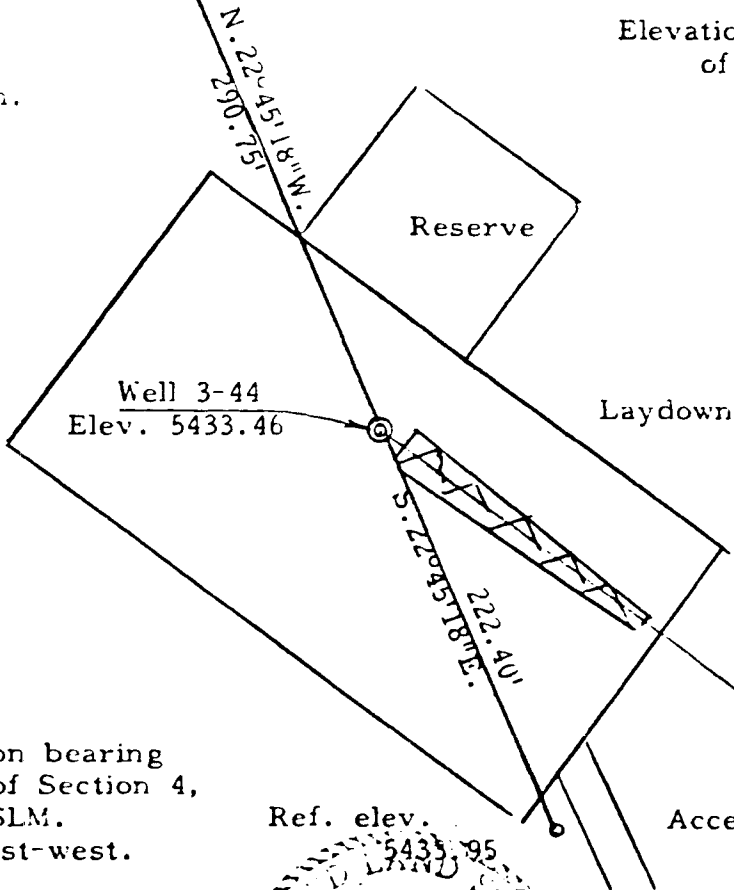 Elevatio
of
n.
N. 22°45'18"W.
290.75'
Reserve
Well 3-44
Elev. 5433.46
Laydown
S. 22°45'18"E.
222.40'
on bearing
of Section 4,
SLM.
st-west.
Ref. elev.
5435.95
Acce
D LAND